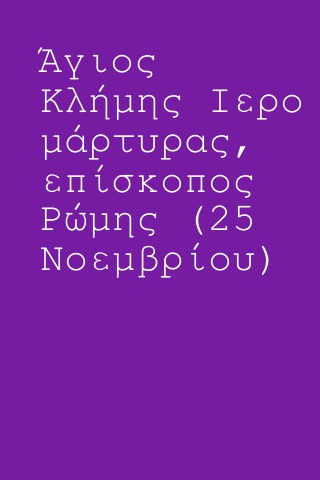 Άγιος
Κλήμης Ιερο
μάρτυρας,
επίσκοπος
Ρώμης (25
Νοεμβρίου)